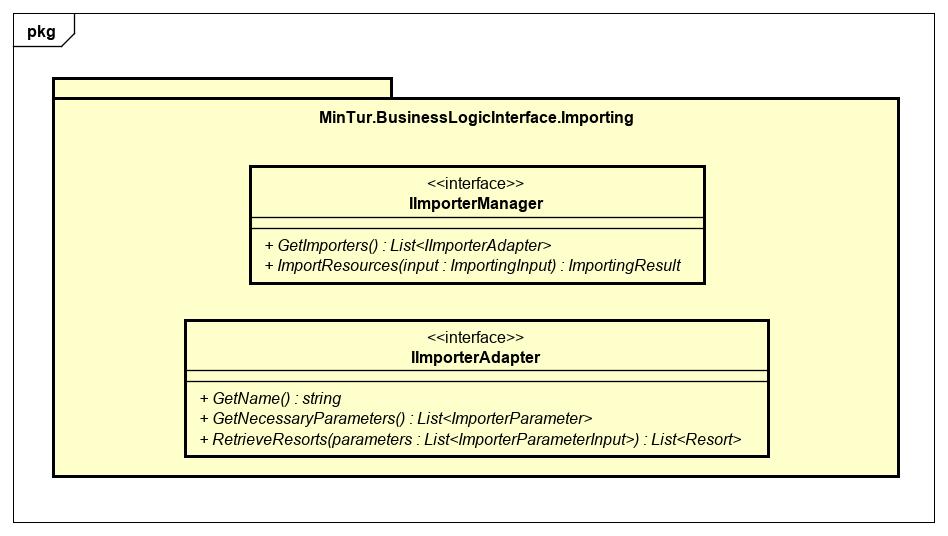 pkg
MinTur.BusinessLogicInterface.Importing
<<interface>>
IImporterManager
+ GetImporters() : List<IImporterAdapter>
+ ImportResources(input : ImportingInput) : ImportingResult
<<interface>>
IImporterAdapter
+ GetName() : string
+ GetNecessaryParameters() : List<ImporterParameter>
+ RetrieveResorts(parameters : List<ImporterParameterInput>) : List<Resort>